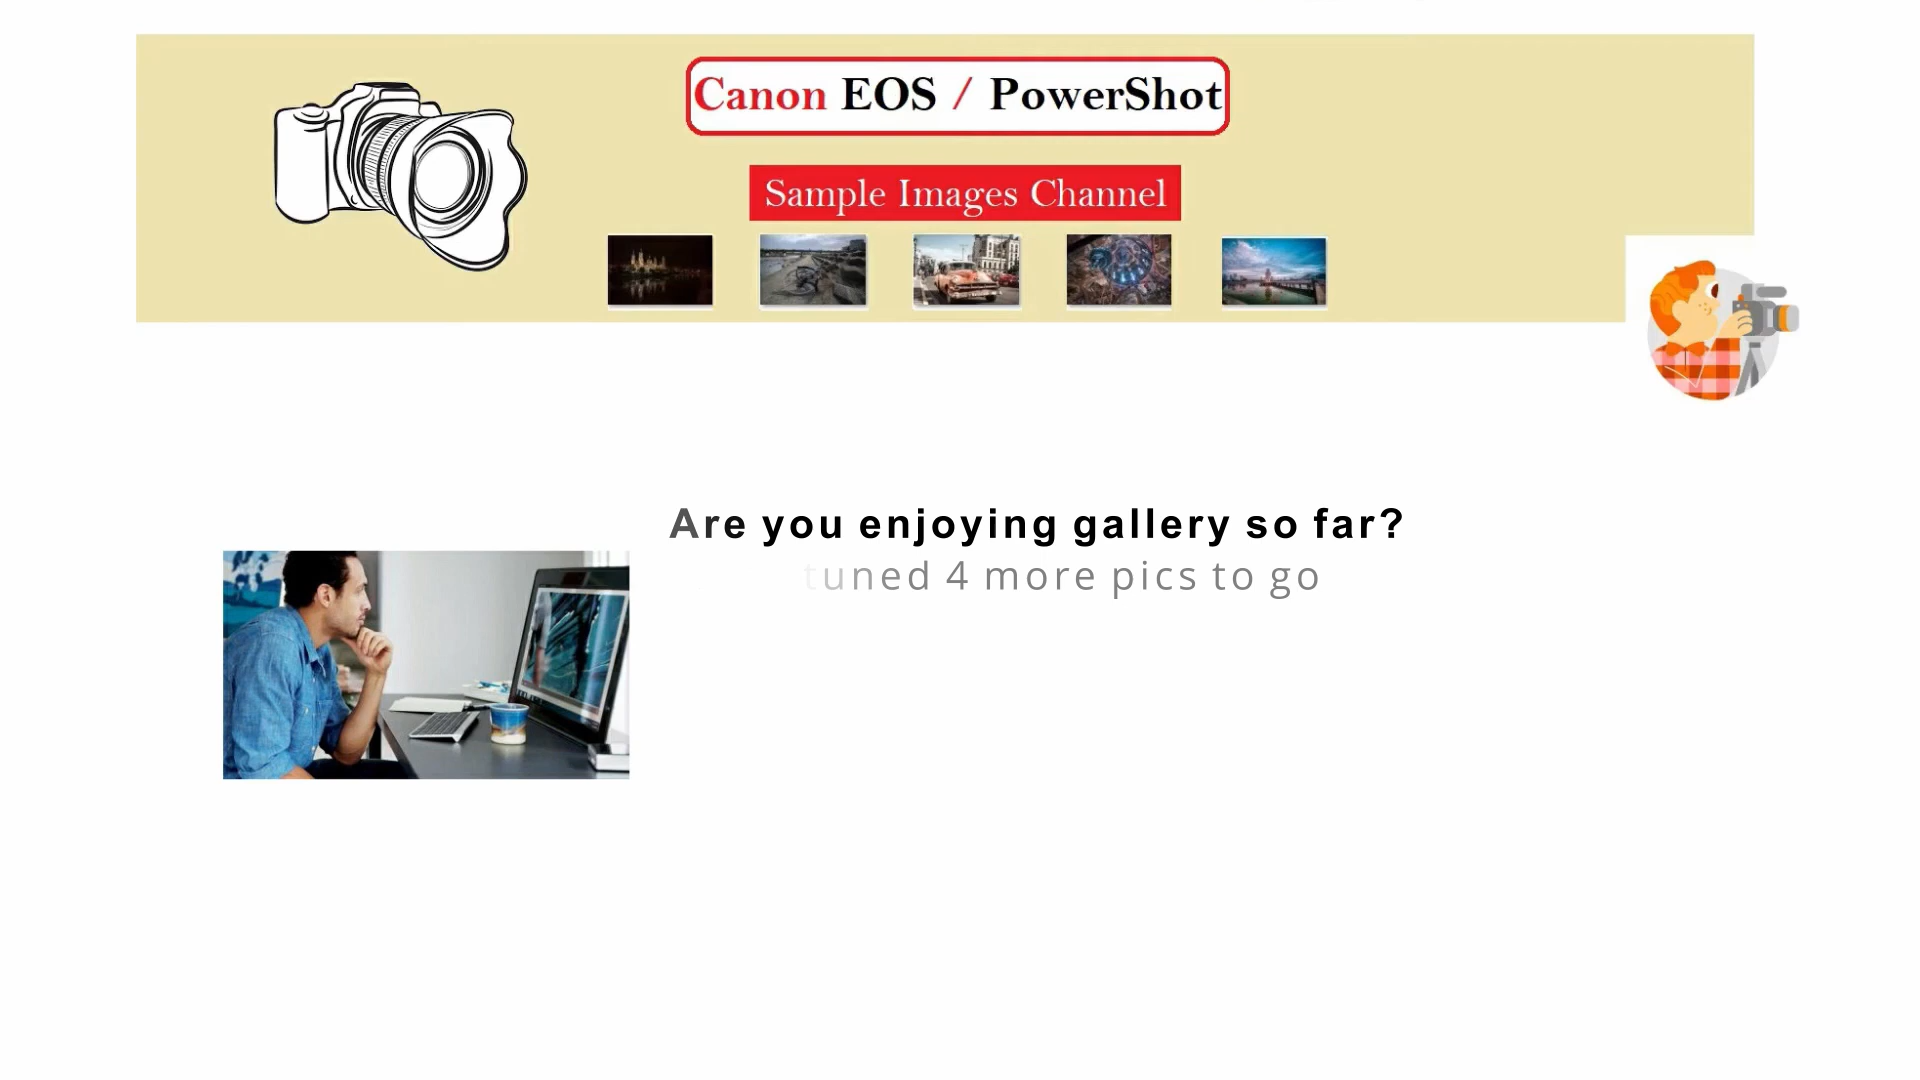 Canon EOS / PowerShot
Sample Images Channel
Are you enjoying gallery so far?
tuned 4 more pics to go